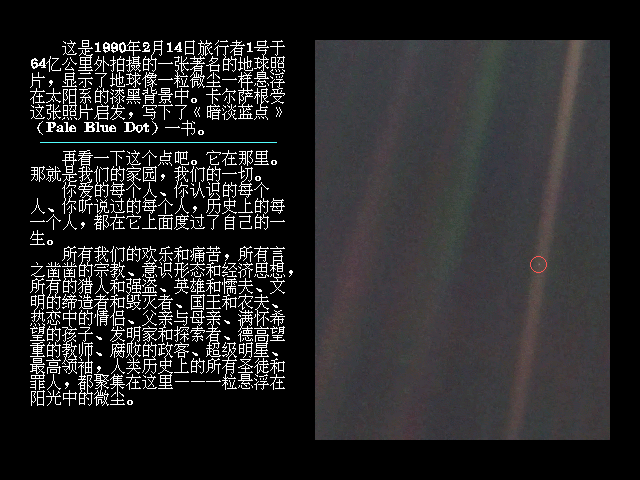 这是1990年2月14日旅行者1号于
64亿公里外拍摄的一张著名的地球照
片，显示了地球像一粒微尘一样悬浮
在太阳系的漆黑背景中。卡尔萨根受
这张照片启发，写下了《暗淡蓝点》
（Pale Blue Dot）一书。
再看一下这个点吧。它在那里。
那就是我们的家园，我们的一切。
你爱的每个人、你认识的每个
人、你听说过的每个人，历史上的每
一个人，都在它上面度过了自己的一
生。
所有我们的欢乐和痛苦，所有言
之凿凿的宗教、意识形态和经济思想，
所有的猎人和强盗、英雄和懦夫、文
明的缔造者和毁灭者、国王和农夫、
热恋中的情侣、父亲与母亲、满怀希
望的孩子、发明家和探索者、德高望
重的教师、腐败的政客、超级明星、
最高领袖，人类历史上的所有圣徒和
罪人，都聚集在这里———一粒悬浮在
阳光中的微尘。